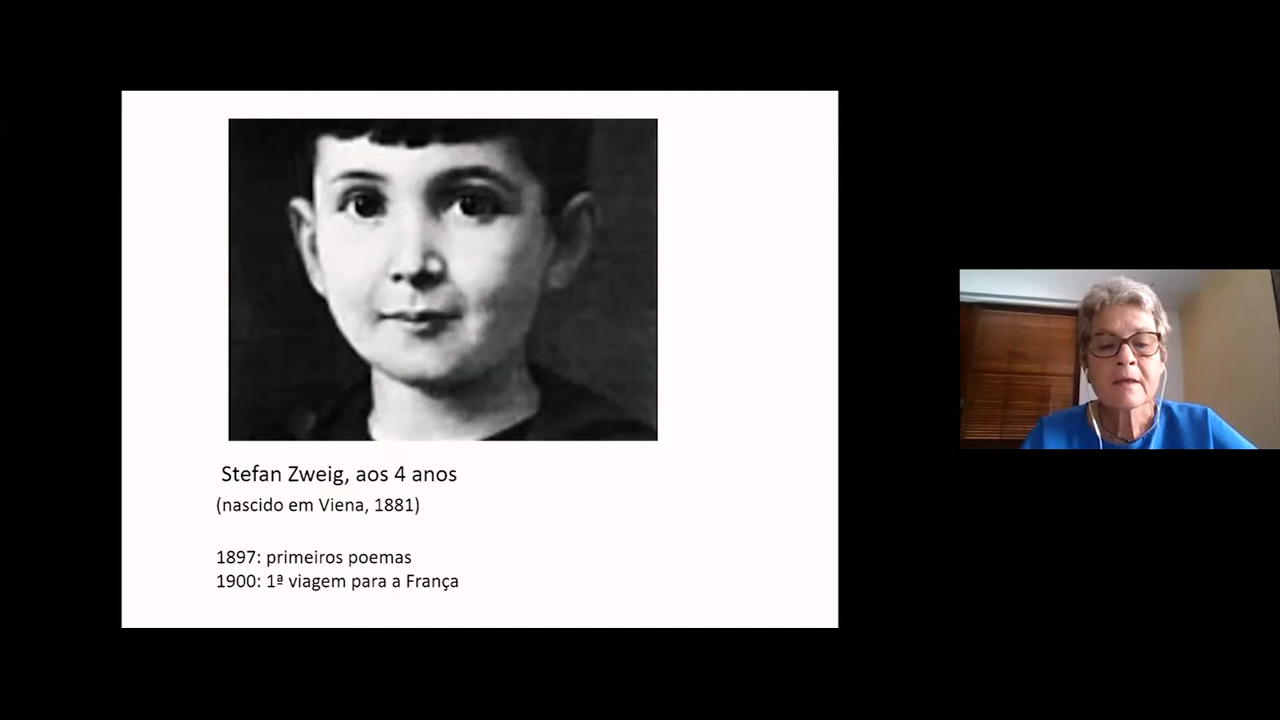 Stefan Zweig, aos 4 anos
(nascido em Viena, 1881)
1897: primeiros poemas
1900: 1ª viagem para a França